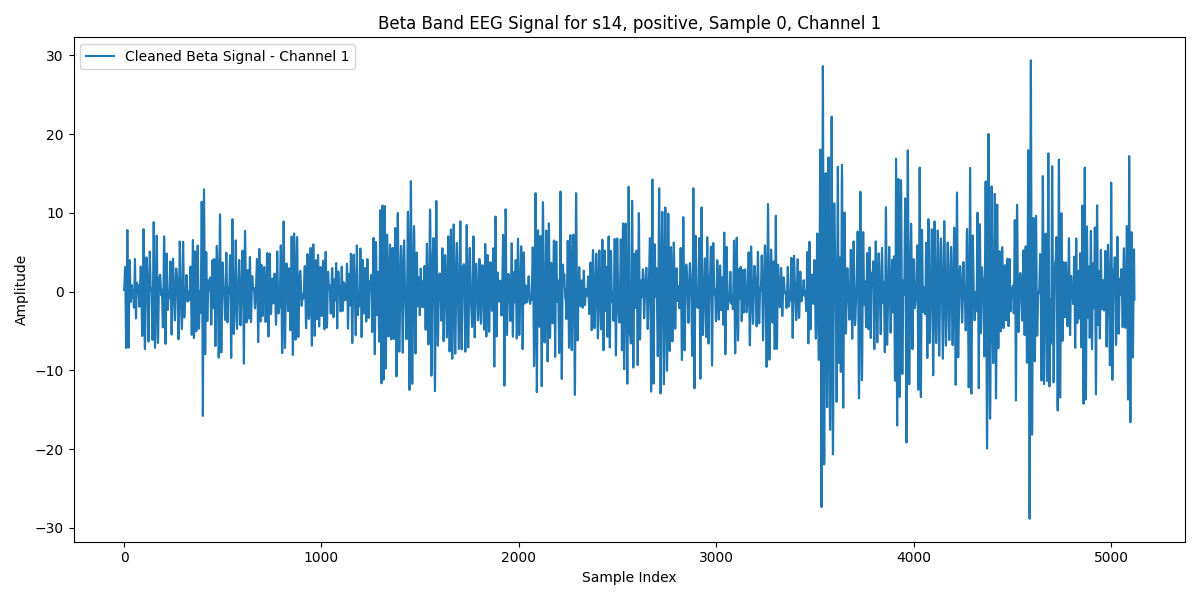 Beta Band EEG Signal for s14, positive, Sample 0, Channel 1
Cleaned Beta Signal - Channel 1
30
20
10
0
−10
−20
−30
Amplitude
0 1000 2000 3000 4000 5000
Sample Index